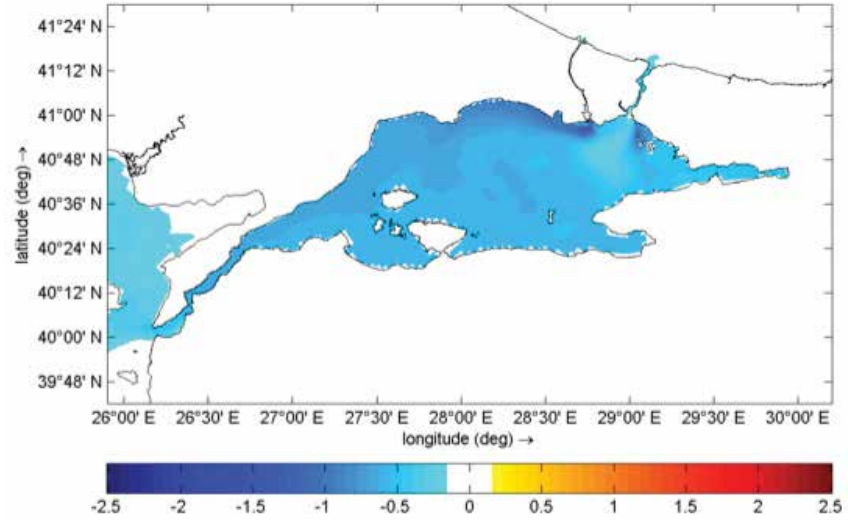 41°24' N
41°12' N
41°00' N
40°48' N
40°36' N
40°24' N
40°12' N
40°00' N
39°48' N
latitude (deg) →
26°00' E 26°30' E 27°00' E 27°30' E 28°00' E 28°30' E 29°00' E 29°30' E 30°00' E
longitude (deg) →
-2.5 -2 -1.5 -1 -0.5 0 0.5 1 1.5 2 2.5